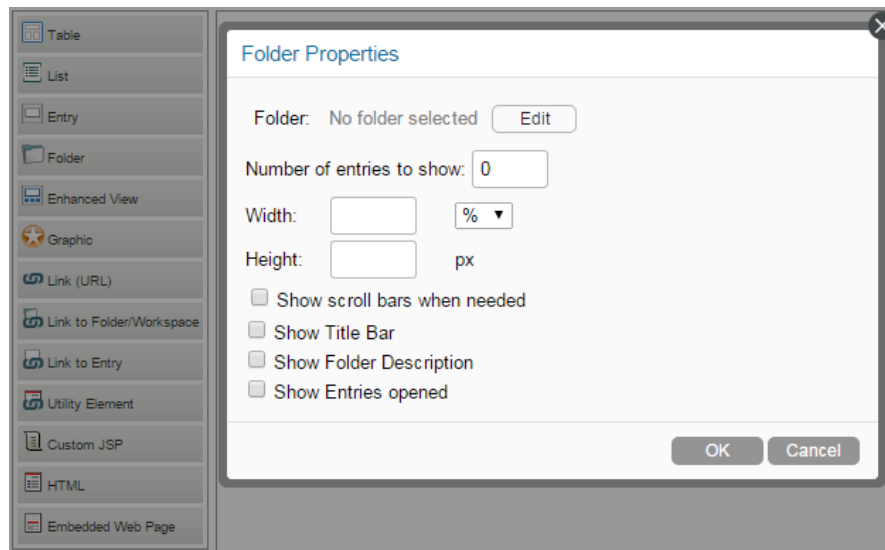 Table
List
Entry
Folder
Enhanced View
Graphic
Link (URL)
Link to Folder/Workspace
Link to Entry
Utility Element
Custom JSP
HTML
Embedded Web Page
Folder Properties
Folder: No folder selected Edit
Number of entries to show: 0
Width: %
Height: px
Show scroll bars when needed
Show Title Bar
Show Folder Description
Show Entries opened
OK Cancel